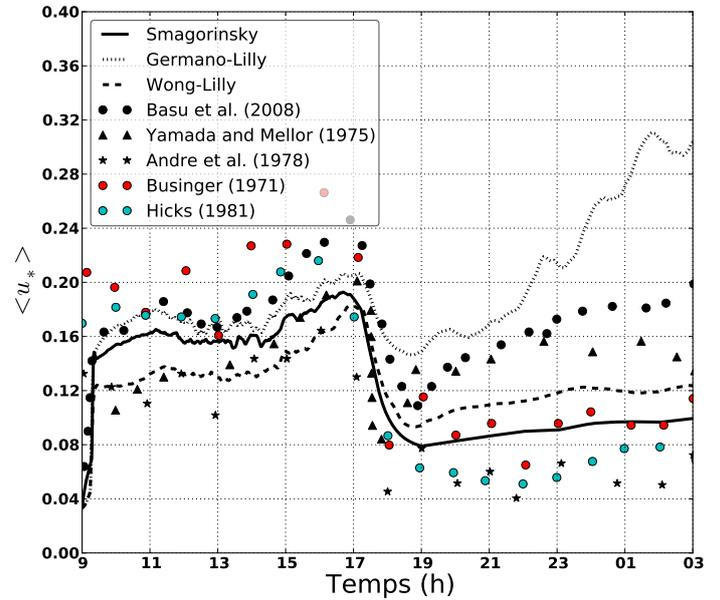 0.40
0.36
0.32
0.28
0.24
0.20
0.16
0.12
0.08
0.04
0.00
<u*>
Smagorinsky
Germano-Lilly
Wong-Lilly
Basu et al. (2008)
Yamada and Mellor (1975)
Andre et al. (1978)
Businger (1971)
Hicks (1981)
9 11 13 15 17 19 21 23 01 03
Temps (h)